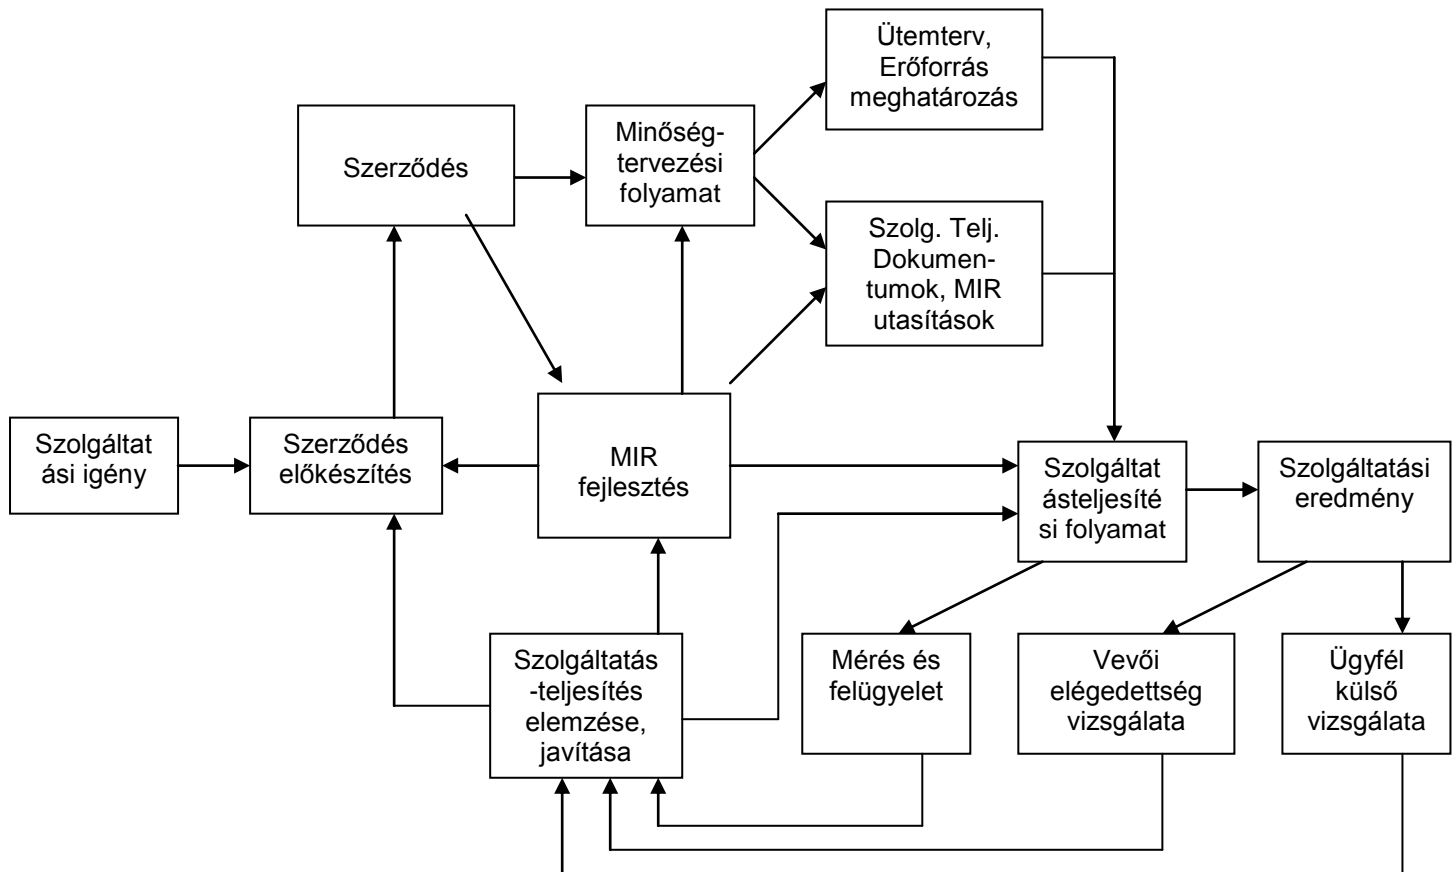 Ütemterv,
Erőforrás
meghatározás
Szerződés
Minőség-
tervezési
folyamat
Szolg. Telj.
Dokumen-
tumok, MIR
utasítások
Szolgáltat
ási igény
Szerződés
előkészítés
MIR
fejlesztés
Szolgáltat
ásteljesíté
si folyamat
Szolgáltatási
eredmény
Szolgáltatás
-teljesítés
elemzése,
javítása
Mérés és
felügyelet
Vevői
elégedettség
vizsgálata
Ügyfél
külső
vizsgálata